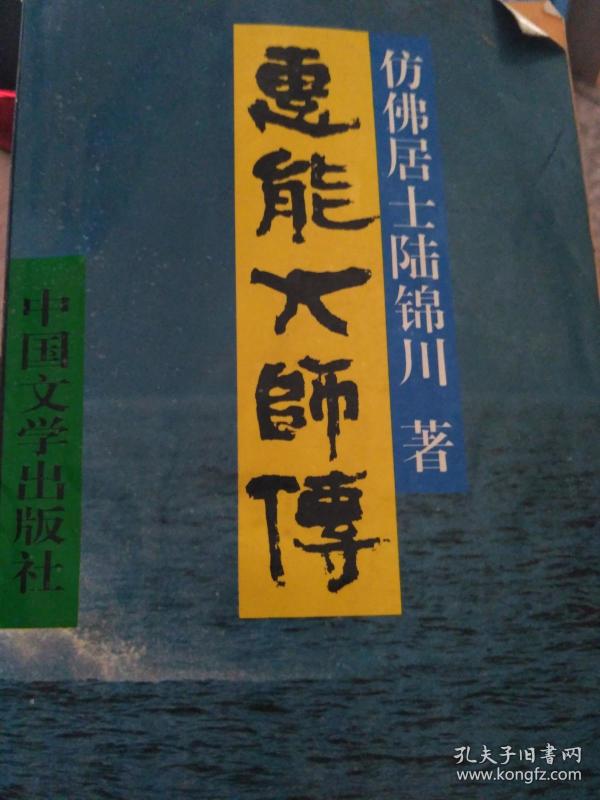 仿佛居士陆锦川 著
惠能大師傳
中国文学出版社
孔夫子旧書网
www.kongfz.com